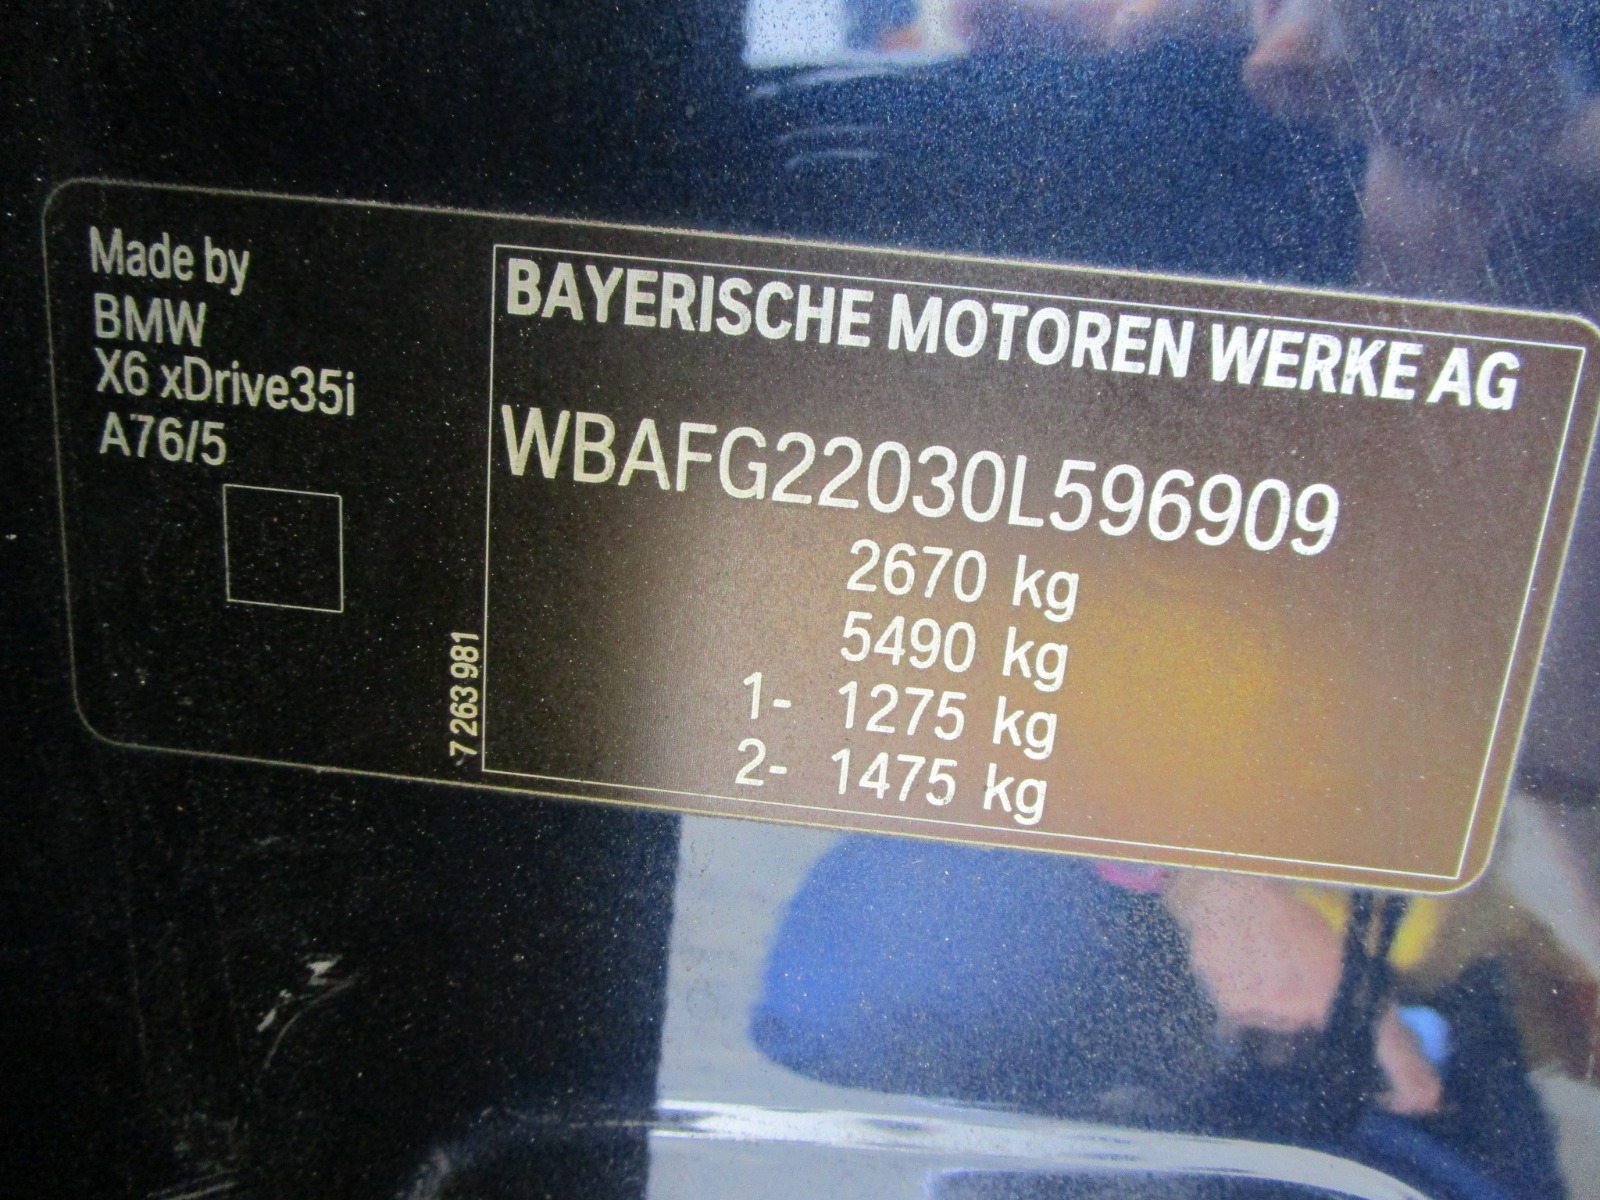 Made by
BMW
X6 xDrive35i
A76/5
7 263 981
BAYERISCHE MOTOREN WERKE AG
WBAFG22030L596909
2670 kg
5490 kg
1- 1275 kg
2- 1475 kg